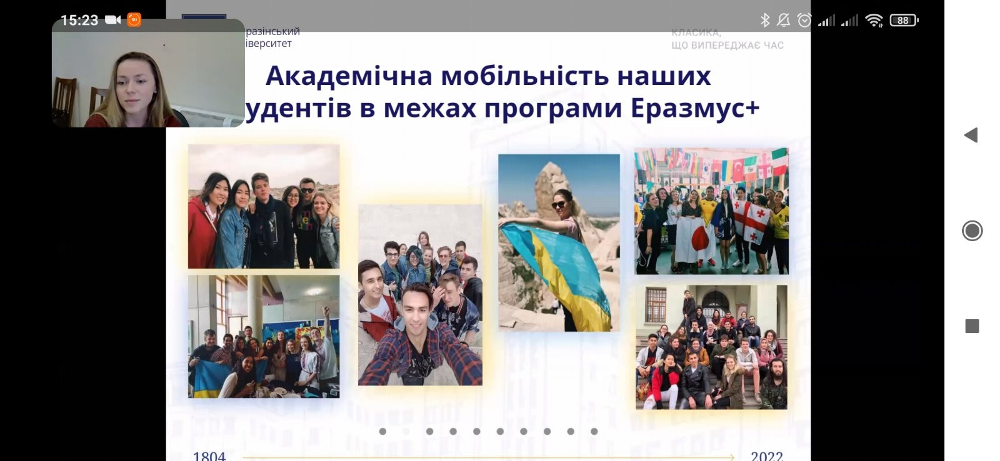 15:23
88
разінський
іверситет
КЛАСИКА,
ЩО ВИПЕРЕДЖАЄ ЧАС
Академічна мобільність наших
удентів в межах програми Еразмус+
1804
2022